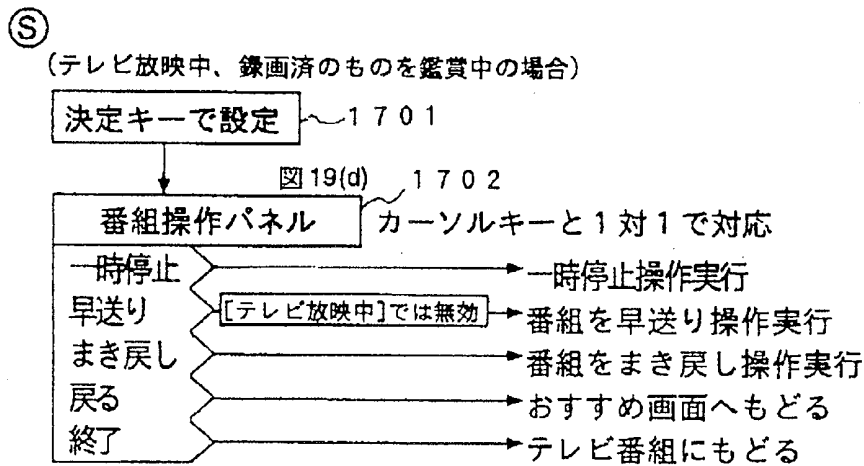 Ⓢ
(テレビ放映中、録画済のものを鑑賞中の場合)
決定キーで設定 1701
図19(d) 1702
番組操作パネル カーソルキーと1対1で対応
一時停止 一時停止操作実行
早送り [テレビ放映中]では無効 番組を早送り操作実行
まき戻し 番組をまき戻し操作実行
戻る おすすめ画面へもどる
終了 テレビ番組にもどる